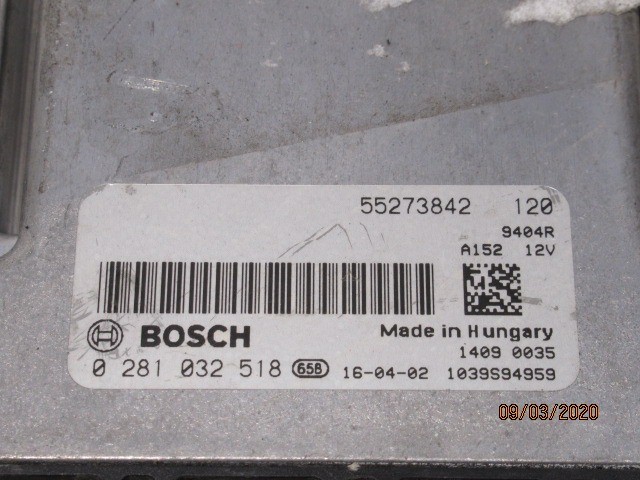 55273842 120
9404R
A152 12V
BOSCH
Made in Hungary
1409 0035
0 281 032 518 658 16-04-02 1039S94959
09/03/2020